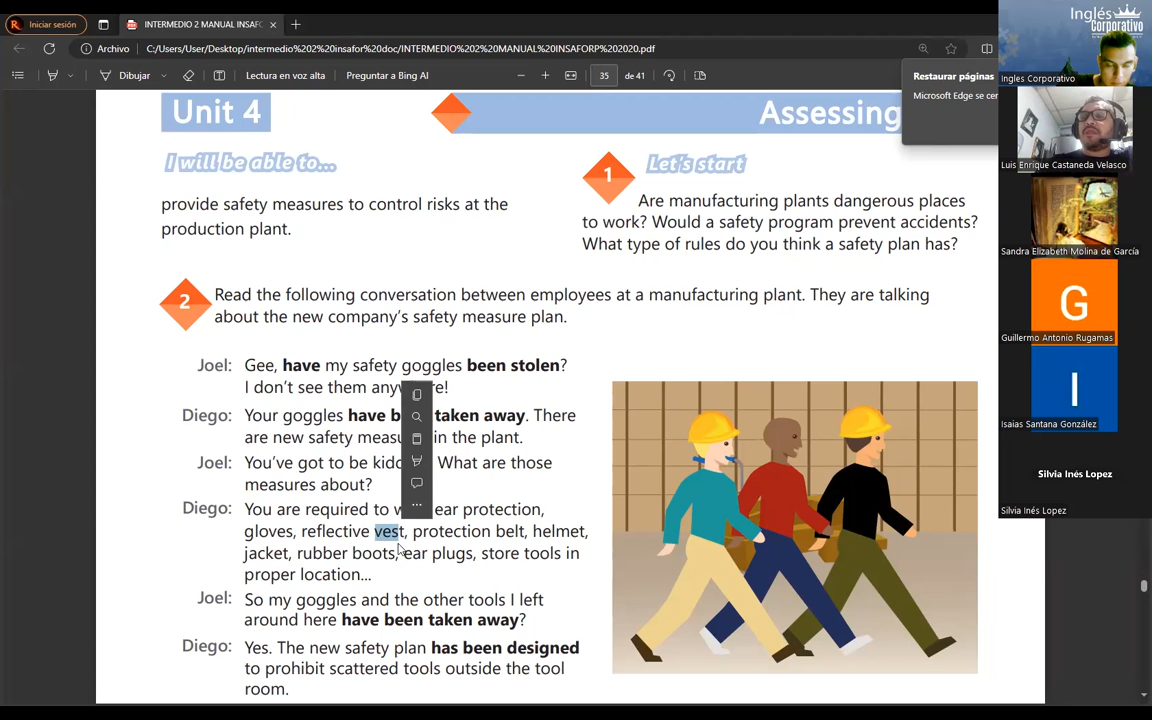 Iniciar sesión
INTERMEDIO 2 MANUAL INSAFO
Archivo
C:/Users/User/Desktop/intermedio%202%20insafor%20doc/INTERMEDIO%202%20MANUAL%20INSAFORP%202020.pdf
Dibujar
Lectura en voz alta
Preguntar a Bing AI
35
de 41
Restaurar páginas
Microsoft Edge se cer
Unit 4
Assessing
I will be able to...
provide safety measures to control risks at the
production plant.
1
Let's start
Are manufacturing plants dangerous places
to work? Would a safety program prevent accidents?
What type of rules do you think a safety plan has?
2
Read the following conversation between employees at a manufacturing plant. They are talking
about the new company's safety measure plan.
Joel: Gee, have my safety goggles been stolen?
I don't see them anyw re!
Diego: Your goggles have b taken away. There
are new safety measu in the plant.
Joel: You've got to be kidd What are those
measures about?
Diego: You are required to w ear protection,
gloves, reflective vest, protection belt, helmet,
jacket, rubber boots, ear plugs, store tools in
proper location...
Joel: So my goggles and the other tools I left
around here have been taken away?
Diego: Yes. The new safety plan has been designed
to prohibit scattered tools outside the tool
room.
Inglés
Corporativo
Ingles Corporativo
Luis Enrique Castaneda Velasco
Sandra Elizabeth Molina de García
G
Guillermo Antonio Rugamas
I
Isaias Santana González
Silvia Inés Lopez
Silvia Inés Lopez